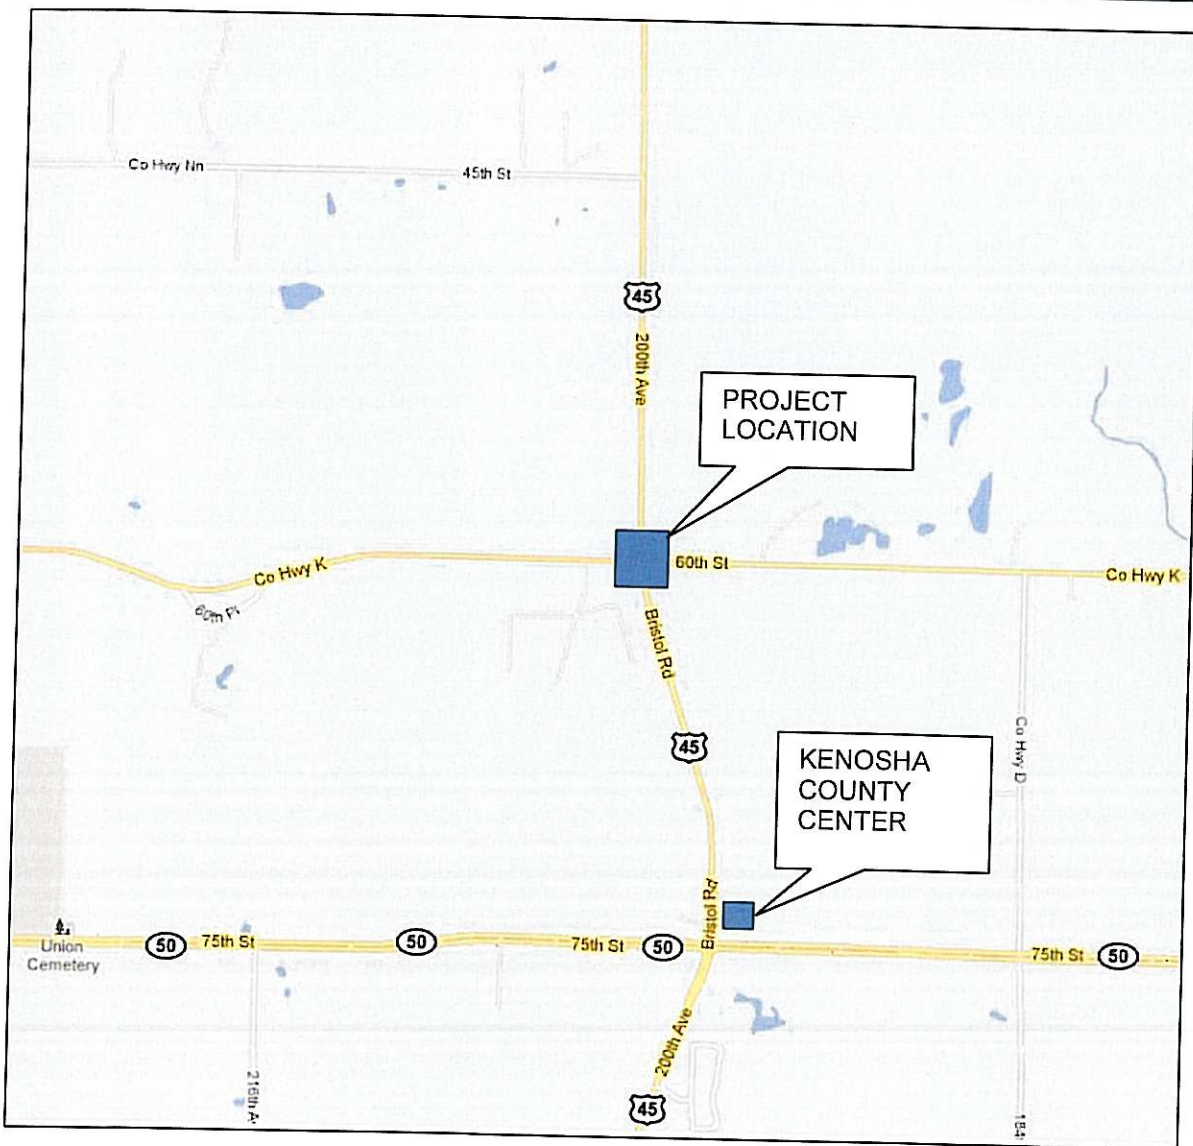 Co Hwy Nn
45th St
45
200th Ave
PROJECT
LOCATION
60th St
Co Hwy K
Co Hwy K
60th Pl
Bristol Rd
45
Co Hwy D
KENOSHA
COUNTY
CENTER
Bristol Rd
Union
Cemetery
50
75th St
50
75th St
50
75th St
50
200th Ave
216th A
45
184t